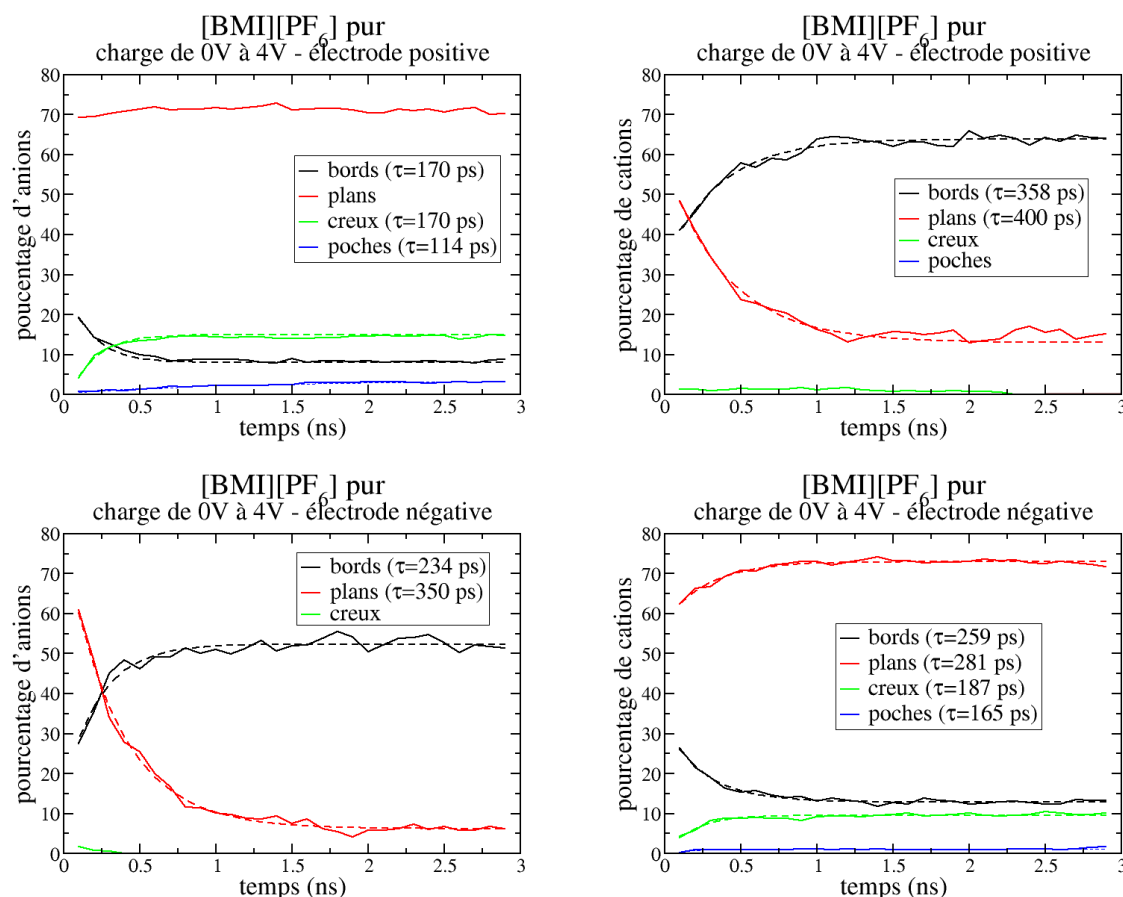 [BMI][PF6] pur
charge de 0V à 4V - électrode positive
80
70
60
50
40
30
20
10
0
poucentage d'anions
bords (τ=170 ps)
plans
creux (τ=170 ps)
poches (τ=114 ps)
0 0.5 1 1.5 2 2.5 3
temps (ns)
[BMI][PF6] pur
charge de 0V à 4V - électrode positive
80
70
60
50
40
30
20
10
0
pourcentage de cations
bords (τ=358 ps)
plans (τ=400 ps)
creux
poches
0 0.5 1 1.5 2 2.5 3
temps (ns)
[BMI][PF6] pur
charge de 0V à 4V - électrode négative
80
70
60
50
40
30
20
10
0
pourcentage d'anions
bords (τ=234 ps)
plans (τ=350 ps)
creux
0 0.5 1 1.5 2 2.5 3
temps (ns)
[BMI][PF6] pur
charge de 0V à 4V - électrode négative
80
70
60
50
40
30
20
10
0
pourcentage de cations
bords (τ=259 ps)
plans (τ=281 ps)
creux (τ=187 ps)
poches (τ=165 ps)
0 0.5 1 1.5 2 2.5 3
temps (ns)